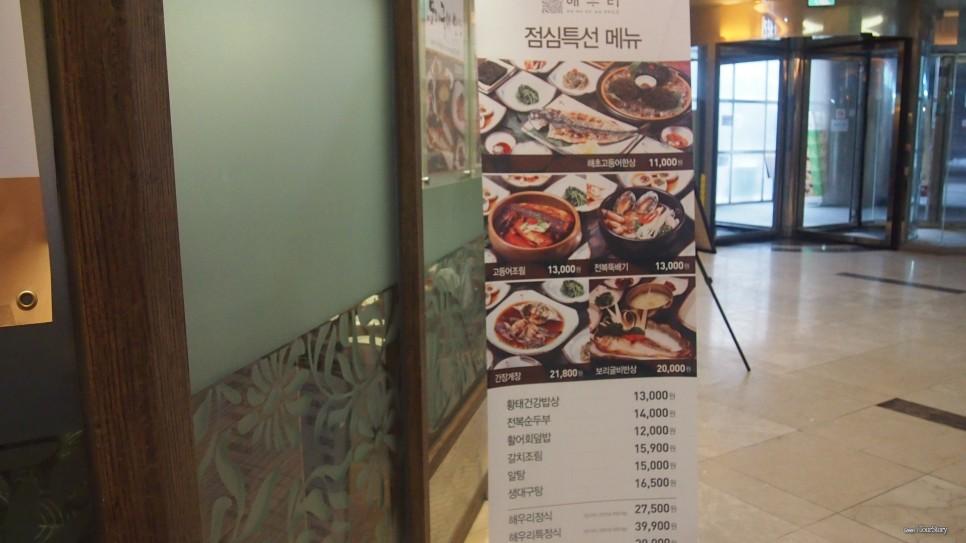 해우리
점심특선 메뉴
해초고등어한상 11,000원
고등어조림 13,000원 전복뚝배기 13,000원
간장게장 21,800원 보리굴비반상 20,000원
황태건강밥상 13,000원
전복순두부 14,000원
활어회덮밥 12,000원
갈치조림 15,900원
알탕 15,000원
생대구탕 16,500원
해우리정식 27,500원
해우리특정식 39,900원